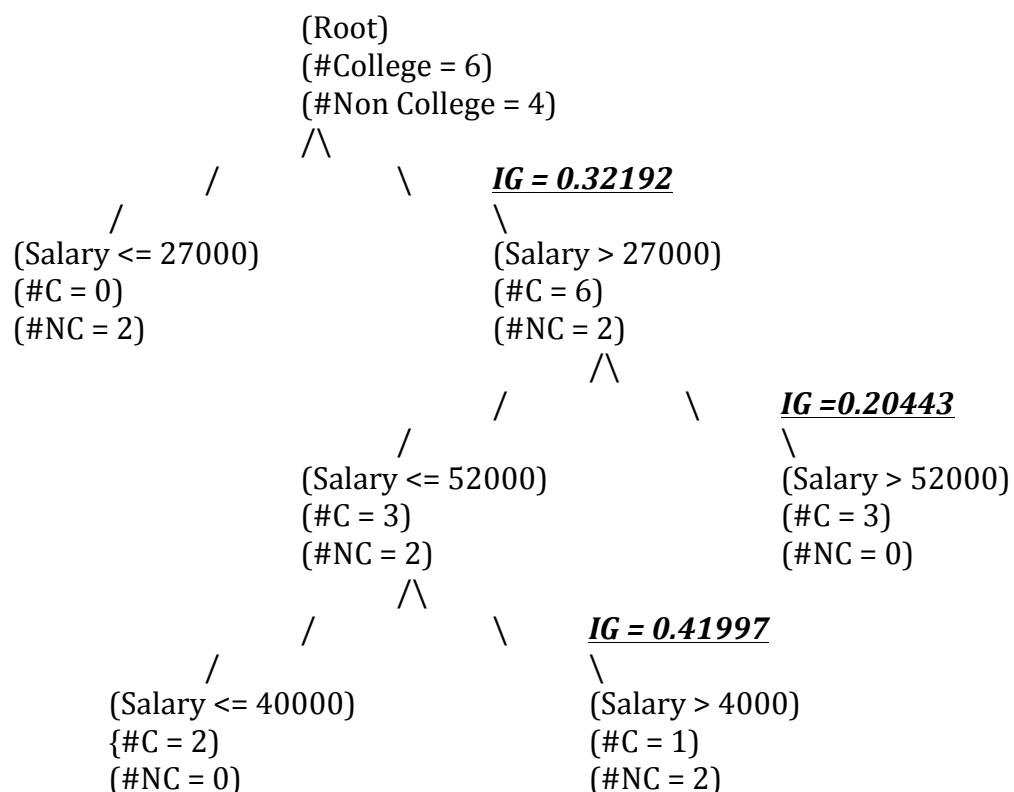 (Root)
(#College = 6)
(#Non College = 4)
/\
/ \ IG = 0.32192
/ \
(Salary <= 27000) (Salary > 27000)
(#C = 0) (#C = 6)
(#NC = 2) (#NC = 2)
/\
/ \ IG =0.20443
/ \
(Salary <= 52000) (Salary > 52000)
(#C = 3) (#C = 3)
(#NC = 2) (#NC = 0)
/\
/ \ IG = 0.41997
/ \
(Salary <= 40000) (Salary > 4000)
{#C = 2) (#C = 1)
(#NC = 0) (#NC = 2)